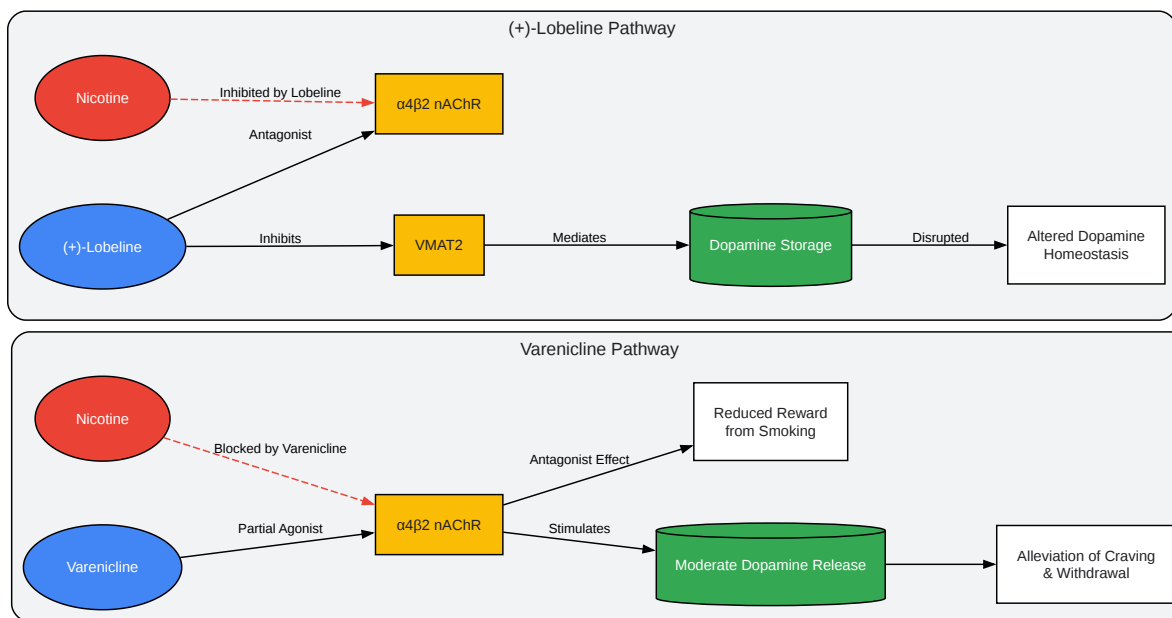 (+)-Lobeline Pathway
Nicotine
Inhibited by Lobeline
α4β2 nAChR
Antagonist
(+)-Lobeline
Inhibits
VMAT2
Mediates
Dopamine Storage
Disrupted
Altered Dopamine
Homeostasis
Varenicline Pathway
Nicotine
Blocked by Varenicline
Reduced Reward
from Smoking
Antagonist Effect
α4β2 nAChR
Partial Agonist
Stimulates
Varenicline
Moderate Dopamine Release
Alleviation of Craving
& Withdrawal